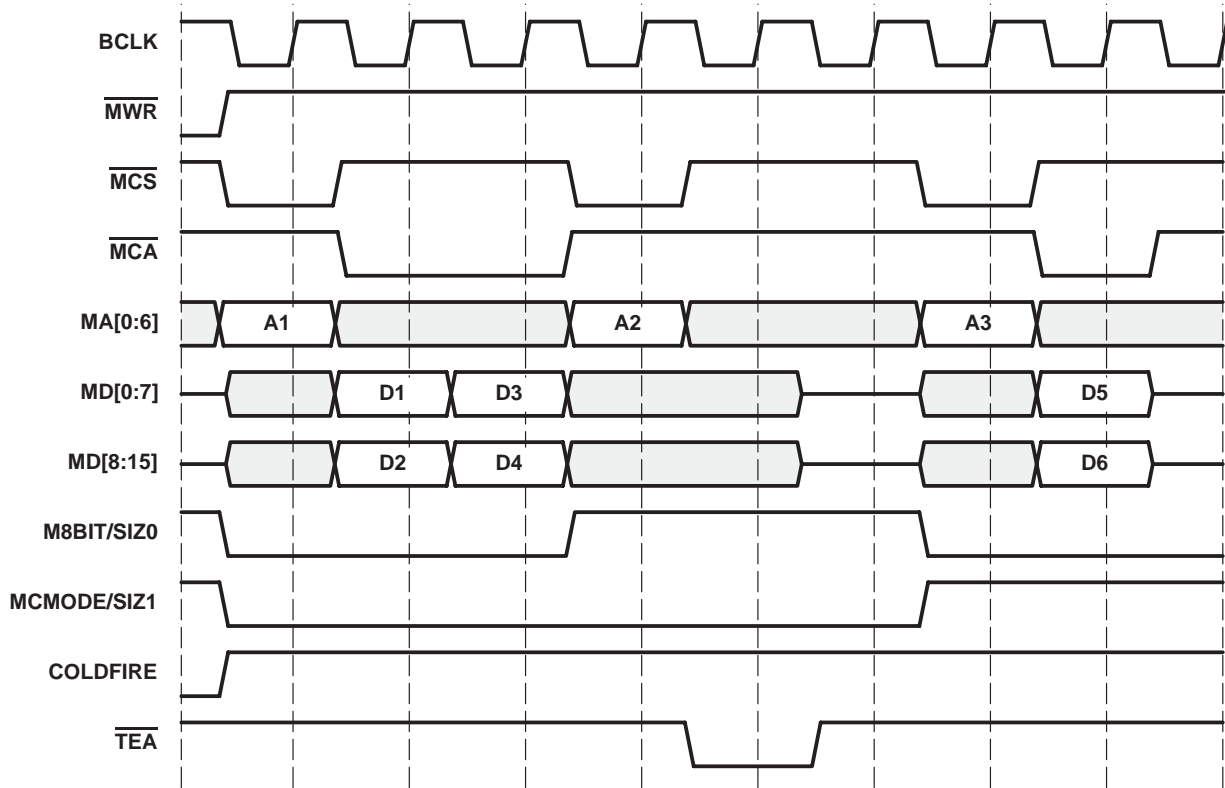 BCLK
MWR
MCS
MCA
MA[0:6] A1 A2 A3
MD[0:7] D1 D3 D5
MD[8:15] D2 D4 D6
M8BIT/SIZ0
MCMODE/SIZ1
COLDFIRE
TEA